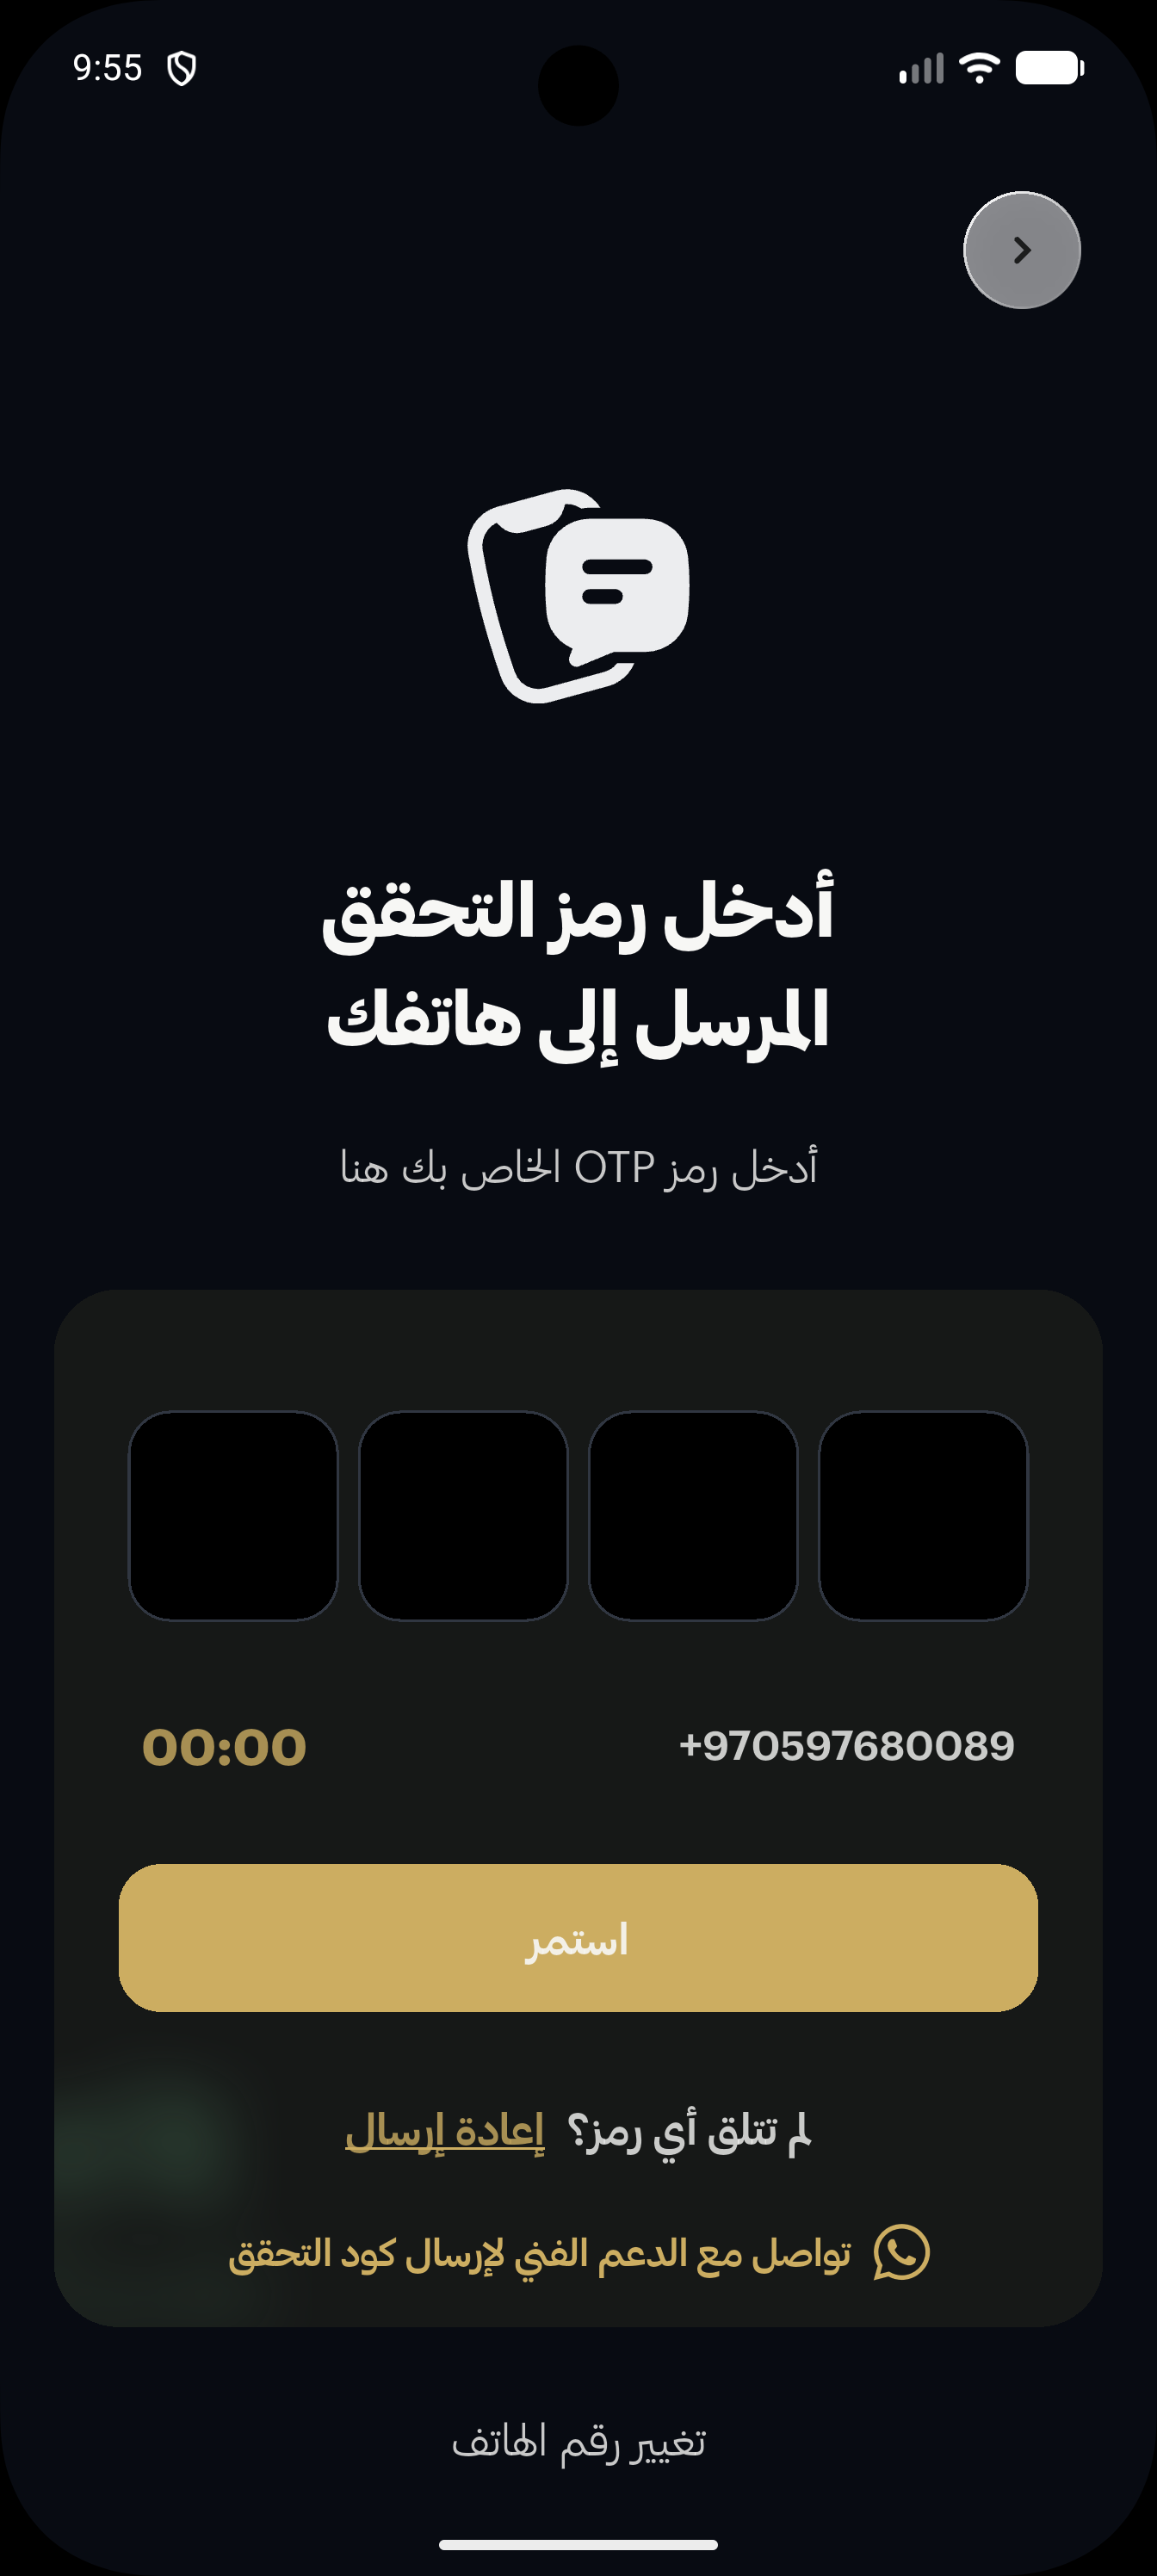 9:55
أدخل رمز التحقق
المرسل إلى هاتفك
أدخل رمز OTP الخاص بك هنا
+970597680089
00:00
استمر
لم تتلق أي رمز؟ إعادة إرسال
تواصل مع الدعم الفني لإرسال كود التحقق
تغيير رقم الهاتف